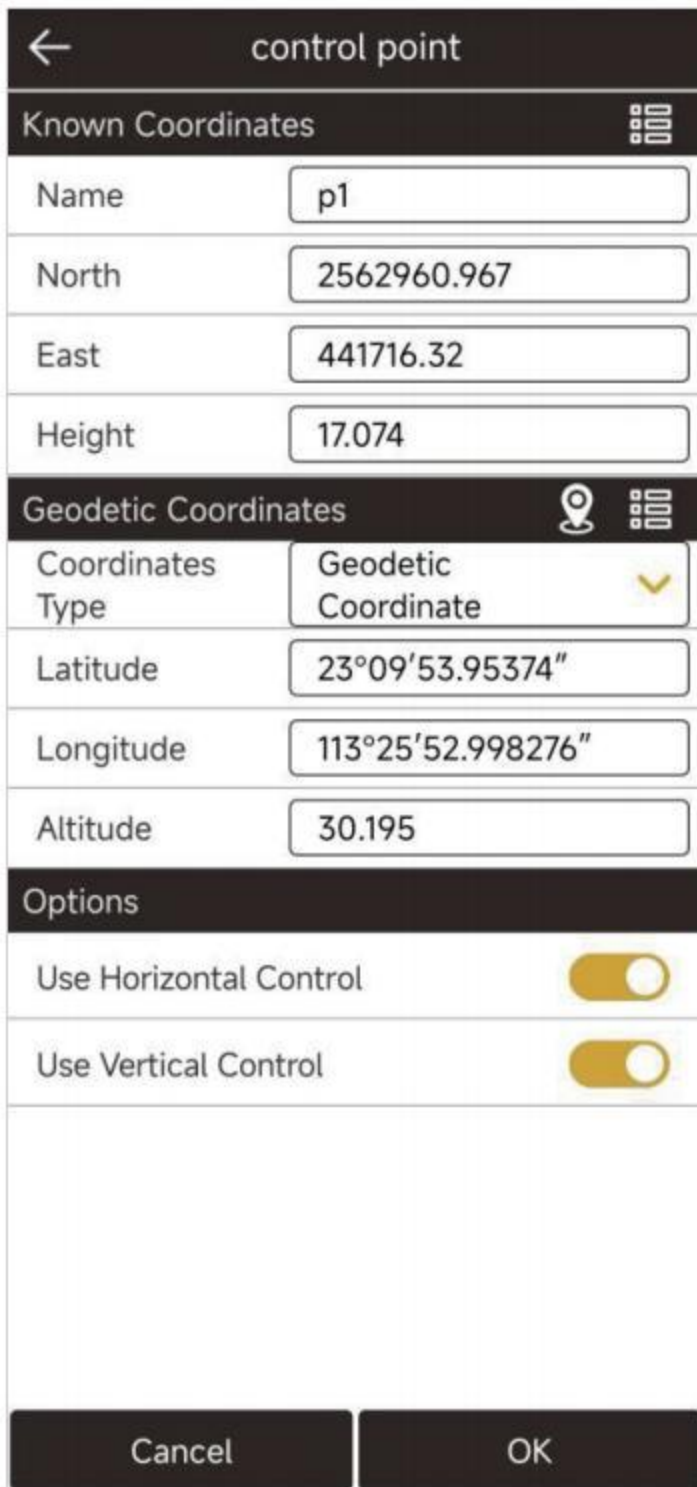 control point
Known Coordinates
Name p1
North 2562960.967
East 441716.32
Height 17.074
Geodetic Coordinates
Coordinates Type Geodetic Coordinate
Latitude 23°09′53.95374″
Longitude 113°25′52.998276″
Altitude 30.195
Options
Use Horizontal Control
Use Vertical Control
Cancel OK